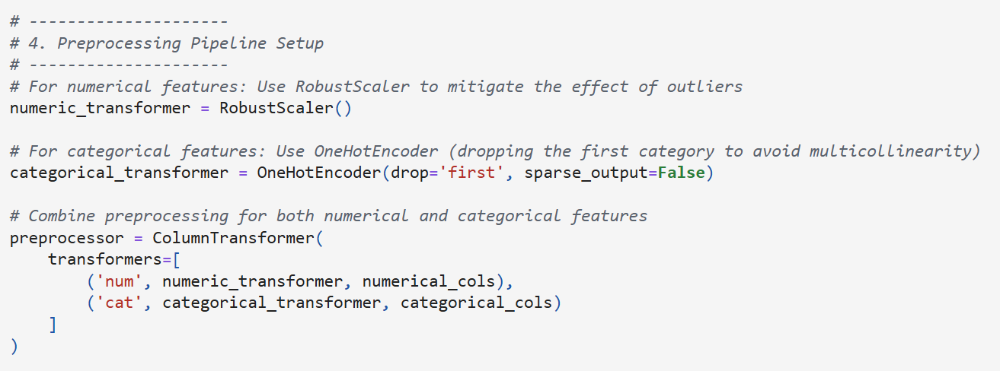 # ---------------------
# 4. Preprocessing Pipeline Setup
# ---------------------
# For numerical features: Use RobustScaler to mitigate the effect of outliers
numeric_transformer = RobustScaler()

# For categorical features: Use OneHotEncoder (dropping the first category to avoid multicollinearity)
categorical_transformer = OneHotEncoder(drop='first', sparse_output=False)

# Combine preprocessing for both numerical and categorical features
preprocessor = ColumnTransformer(
    transformers=[
        ('num', numeric_transformer, numerical_cols),
        ('cat', categorical_transformer, categorical_cols)
    ]
)